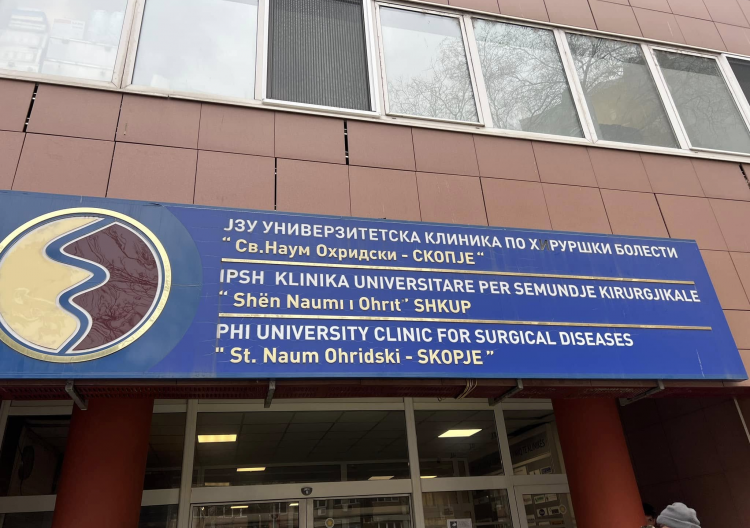 ЈЗУ УНИВЕРЗИТЕТСКА КЛИНИКА ПО ХИРУРШКИ БОЛЕСТИ
" Св.Наум Охридски - СКОПЈЕ "
IPSH KLINIKA UNIVERSITARE PER SEMUNDJE KIRURGJIKALE
" Shën Naumi i Ohrit" SHKUP
PHI UNIVERSITY CLINIC FOR SURGICAL DISEASES
" St. Naum Ohridski - SKOPJE "